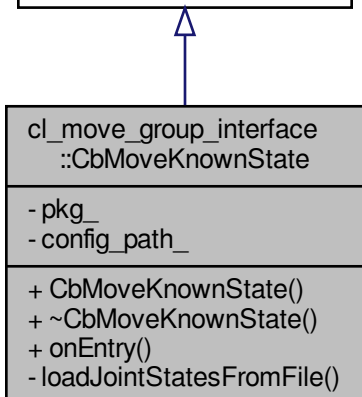 cl_move_group_interface
::CbMoveKnownState
- pkg_
- config_path_
+ CbMoveKnownState()
+ ~CbMoveKnownState()
+ onEntry()
- loadJointStatesFromFile()